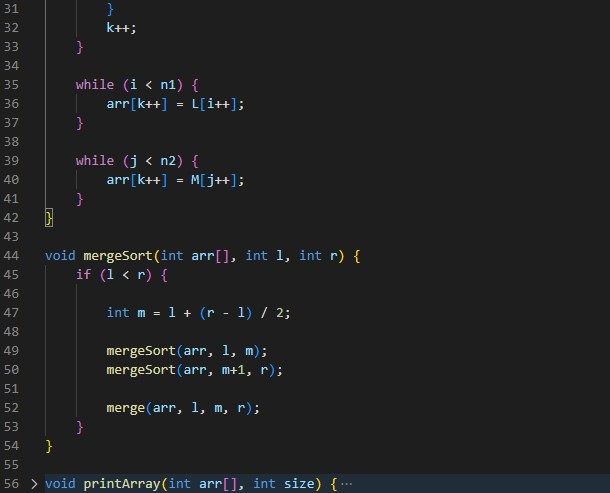 31        }
32        k++;
33    }
34
35    while (i < n1) {
36        arr[k++] = L[i++];
37    }
38
39    while (j < n2) {
40        arr[k++] = M[j++];
41    }
42 }
43
44 void mergeSort(int arr[], int l, int r) {
45    if (l < r) {
46
47        int m = l + (r - l) / 2;
48
49        mergeSort(arr, l, m);
50        mergeSort(arr, m+1, r);
51
52        merge(arr, l, m, r);
53    }
54 }
55
56 > void printArray(int arr[], int size) { ···